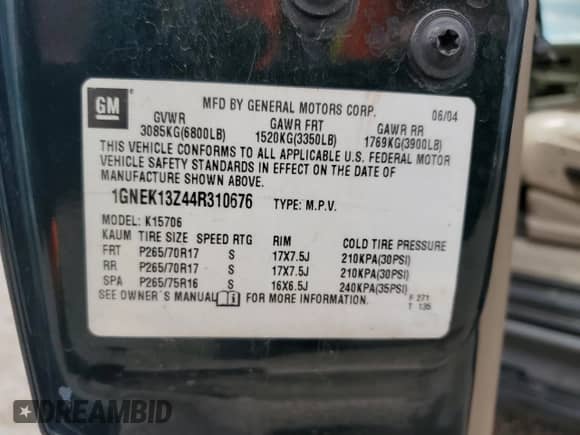 GM
MFD BY GENERAL MOTORS CORP. 06/04
GVWR GAWR FRT GAWR RR
3085KG(6800LB) 1520KG(3350LB) 1769KG(3900LB)
THIS VEHICLE CONFORMS TO ALL APPLICABLE U.S. FEDERAL MOTOR
VEHICLE SAFETY STANDARDS IN EFFECT ON THE DATE OF
MANUFACTURE SHOWN ABOVE.
1GNEK13Z44R310676 TYPE: M.P.V.
MODEL: K15706
KAUM TIRE SIZE SPEED RTG RIM COLD TIRE PRESSURE
FRT P265/70R17 S 17X7.5J 210KPA(30PSI)
RR P265/70R17 S 17X7.5J 210KPA(30PSI)
SPA P265/75R16 S 16X6.5J 240KPA(35PSI)
SEE OWNER'S MANUAL i FOR MORE INFORMATION.
F 271
T 135
DREAMBID